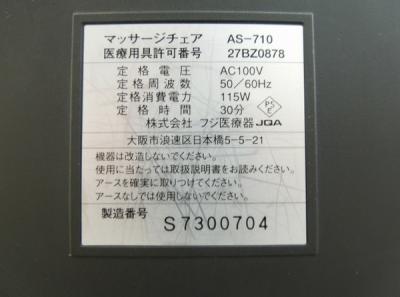 マッサージチェア AS-710
医療用具許可番号 27BZ0878
定格電圧 AC100V
定格周波数 50/60Hz
定格消費電力 115W
定格時間 30分
株式会社 フジ医療器 JQA
大阪市浪速区日本橋5-5-21
機器は改造しないでください。
使用に当たっては取扱説明書をお読みください。
アースを確実に取りつけてください。
アースなしでは使用しないでください。
製造番号 S7300704